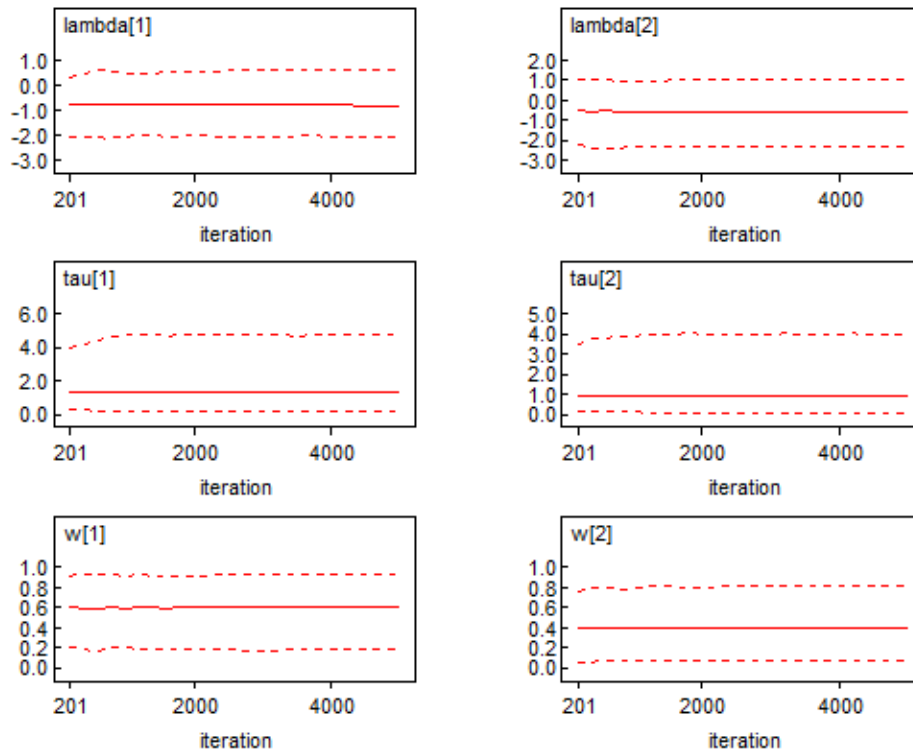 lambda[1]
1.0
0.0
-1.0
-2.0
-3.0
201 2000 4000
iteration
lambda[2]
2.0
1.0
0.0
-1.0
-2.0
-3.0
201 2000 4000
iteration
tau[1]
6.0
4.0
2.0
0.0
201 2000 4000
iteration
tau[2]
5.0
4.0
3.0
2.0
1.0
0.0
201 2000 4000
iteration
w[1]
1.0
0.8
0.6
0.4
0.2
0.0
201 2000 4000
iteration
w[2]
1.0
0.8
0.6
0.4
0.2
0.0
201 2000 4000
iteration